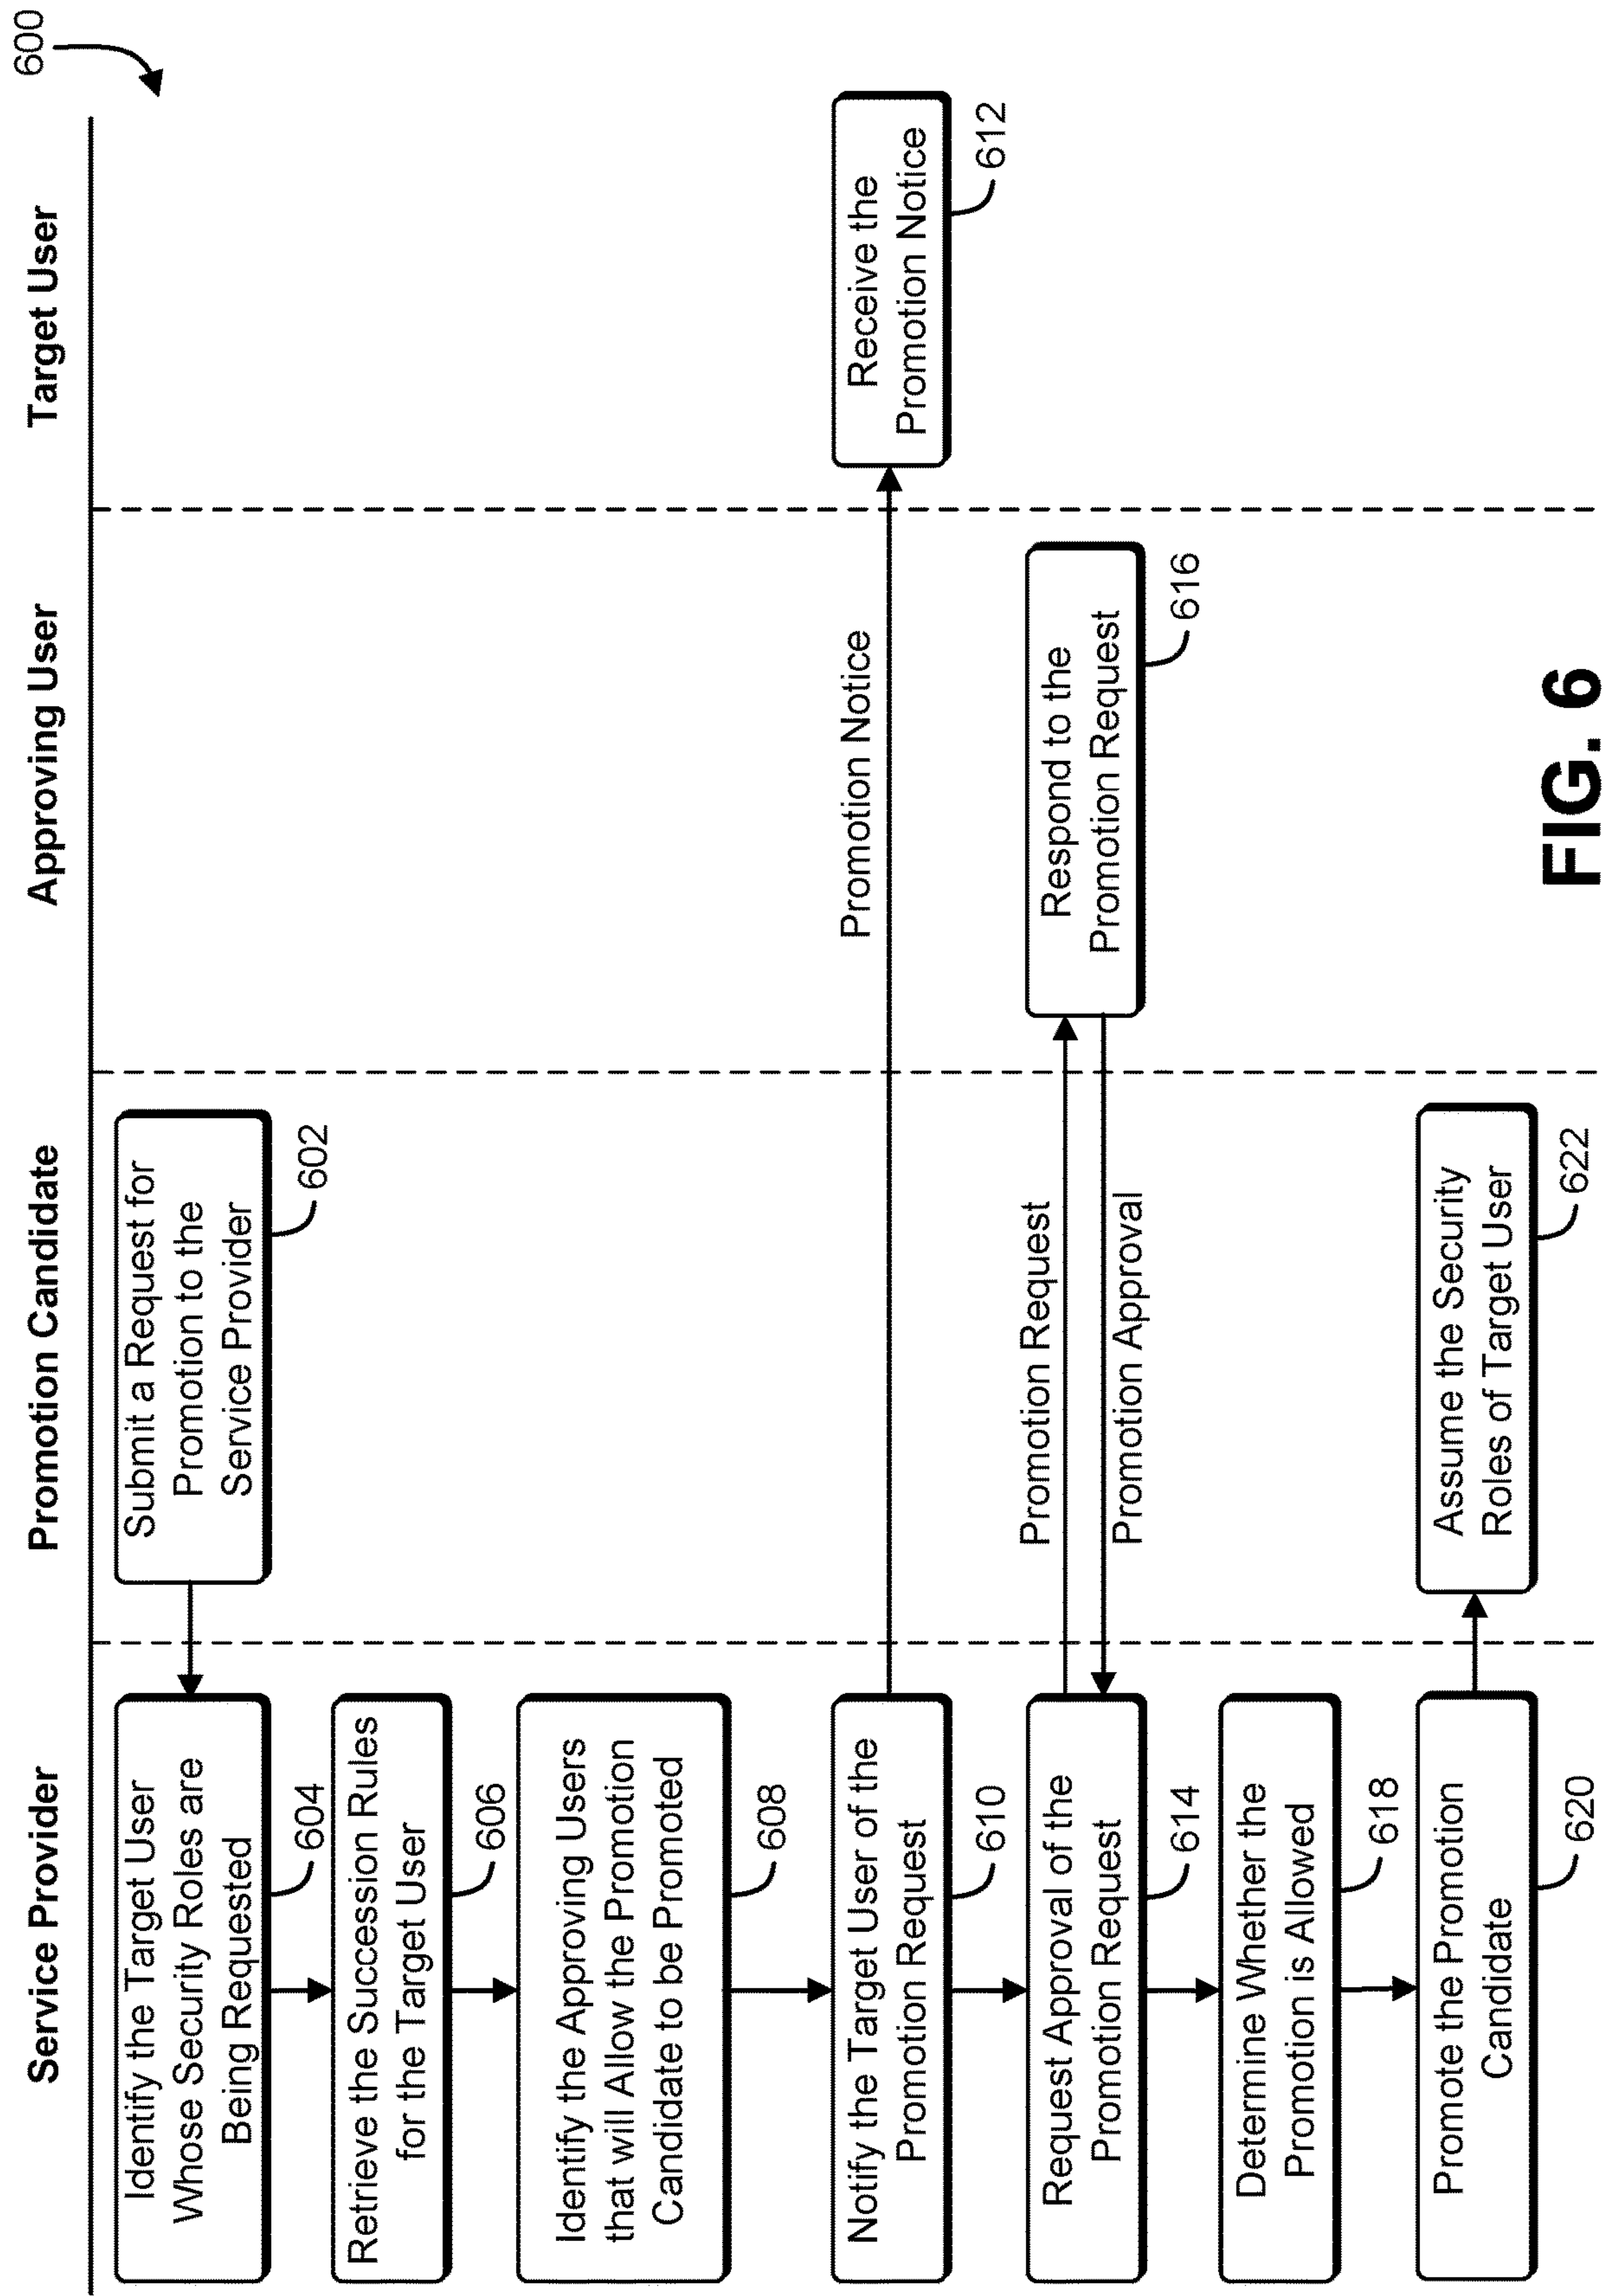 600
Service Provider
Promotion Candidate
Approving User
Target User
Submit a Request for
Promotion to the
Service Provider
602
Identify the Target User
Whose Security Roles are
Being Requested
604
Retrieve the Succession Rules
for the Target User
606
Identify the Approving Users
that will Allow the Promotion
Candidate to be Promoted
608
Notify the Target User of the
Promotion Request
610
Promotion Notice
Receive the
Promotion Notice
612
Request Approval of the
Promotion Request
614
Promotion Request
Promotion Approval
Respond to the
Promotion Request
616
Determine Whether the
Promotion is Allowed
618
Promote the Promotion
Candidate
620
Assume the Security
Roles of Target User
622
FIG. 6